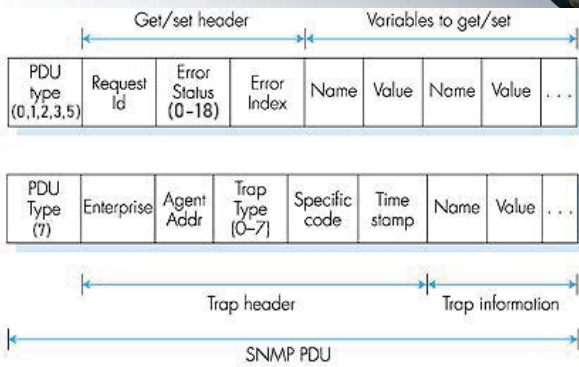 Get/set header
Variables to get/set
PDU
type
(0,1,2,3,5)
Request
Id
Error
Status
(0-18)
Error
Index
Name
Value
Name
Value
...
PDU
Type
(7)
Enterprise
Agent
Addr
Trap
Type
(0-7)
Specific
code
Time
stamp
Name
Value
...
Trap header
Trap information
SNMP PDU